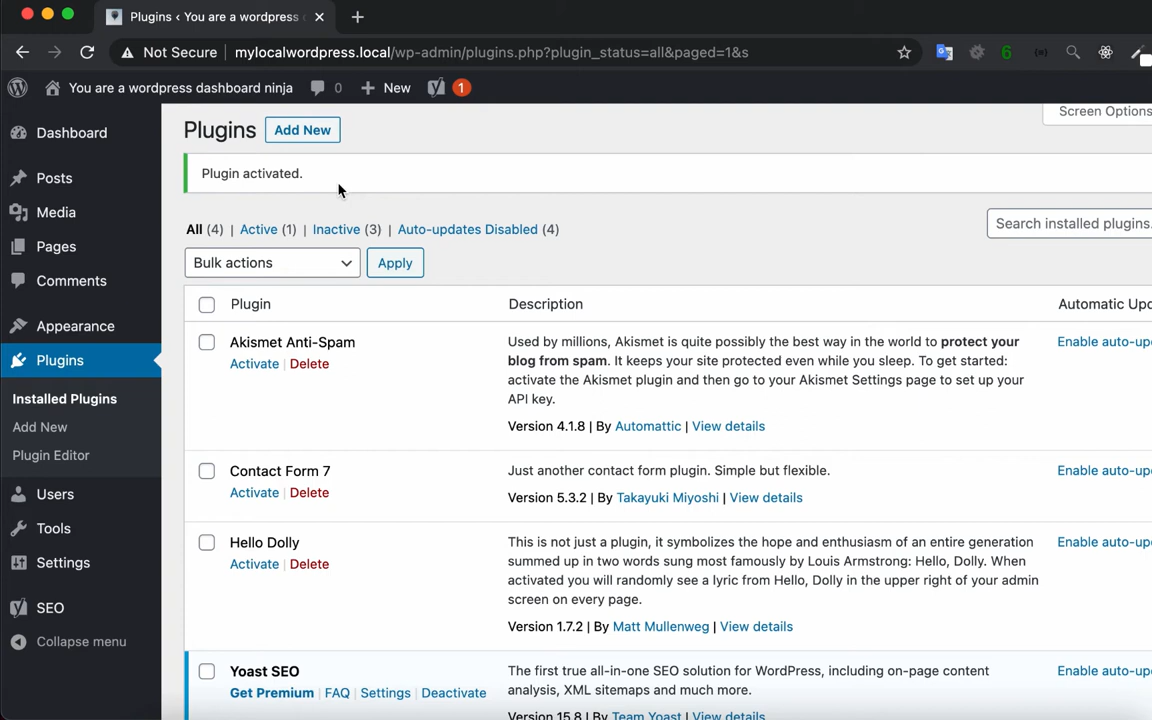 Plugins ‹ You are a wordpress
Not Secure mylocalwordpress.local/wp-admin/plugins.php?plugin_status=all&paged=1&s
6
You are a wordpress dashboard ninja 0 New 1
Dashboard
Posts
Media
Pages
Comments
Appearance
Plugins
Installed Plugins
Add New
Plugin Editor
Users
Tools
Settings
SEO
Collapse menu
Screen Options
Plugins Add New
Plugin activated.
All (4) | Active (1) | Inactive (3) | Auto-updates Disabled (4)
Search installed plugins.
Bulk actions Apply
Plugin Description Automatic Upd
Akismet Anti-Spam
Activate | Delete
Used by millions, Akismet is quite possibly the best way in the world to protect your
blog from spam. It keeps your site protected even while you sleep. To get started:
activate the Akismet plugin and then go to your Akismet Settings page to set up your
API key.
Version 4.1.8 | By Automattic | View details
Enable auto-up
Contact Form 7
Activate | Delete
Just another contact form plugin. Simple but flexible.
Version 5.3.2 | By Takayuki Miyoshi | View details
Enable auto-up
Hello Dolly
Activate | Delete
This is not just a plugin, it symbolizes the hope and enthusiasm of an entire generation
summed up in two words sung most famously by Louis Armstrong: Hello, Dolly. When
activated you will randomly see a lyric from Hello, Dolly in the upper right of your admin
screen on every page.
Version 1.7.2 | By Matt Mullenweg | View details
Enable auto-up
Yoast SEO
Get Premium | FAQ | Settings | Deactivate
The first true all-in-one SEO solution for WordPress, including on-page content
analysis, XML sitemaps and much more.
Version 15.8 | By Team Yoast | View details
Enable auto-up